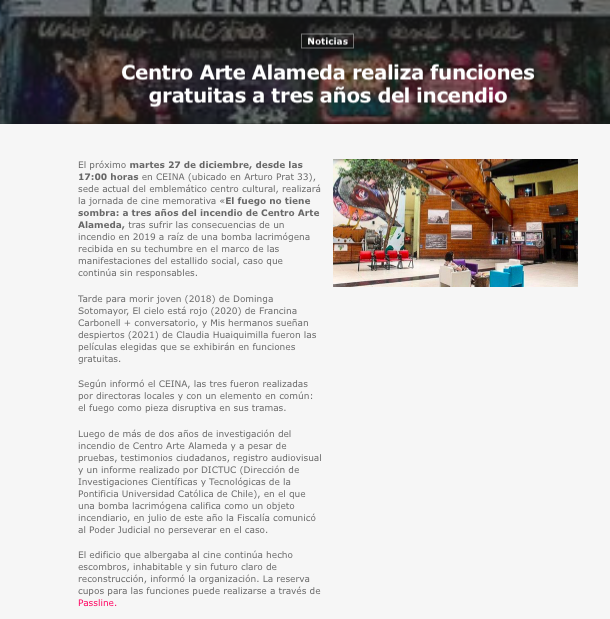 CENTRO ARTE ALAMEDA
Noticias
Centro Arte Alameda realiza funciones
gratuitas a tres años del incendio
El próximo martes 27 de diciembre, desde las
17:00 horas en CEINA (ubicado en Arturo Prat 33),
sede actual del emblemático centro cultural, realizará
la jornada de cine memorativa «El fuego no tiene
sombra: a tres años del incendio de Centro Arte
Alameda, tras sufrir las consecuencias de un
incendio en 2019 a raíz de una bomba lacrimógena
recibida en su techumbre en el marco de las
manifestaciones del estallido social, caso que
continúa sin responsables.
Tarde para morir joven (2018) de Dominga
Sotomayor, El cielo está rojo (2020) de Francina
Carbonell + conversatorio, y Mis hermanos sueñan
despiertos (2021) de Claudia Huaiquimilla fueron las
películas elegidas que se exhibirán en funciones
gratuitas.
Según informó el CEINA, las tres fueron realizadas
por directoras locales y con un elemento en común:
el fuego como pieza disruptiva en sus tramas.
Luego de más de dos años de investigación del
incendio de Centro Arte Alameda y a pesar de
pruebas, testimonios ciudadanos, registro audiovisual
y un informe realizado por DICTUC (Dirección de
Investigaciones Científicas y Tecnológicas de la
Pontificia Universidad Católica de Chile), en el que
una bomba lacrimógena califica como un objeto
incendiario, en julio de este año la Fiscalía comunicó
al Poder Judicial no perseverar en el caso.
El edificio que albergaba al cine continúa hecho
escombros, inhabitable y sin futuro claro de
reconstrucción, informó la organización. La reserva
cupos para las funciones puede realizarse a través de
Passline.